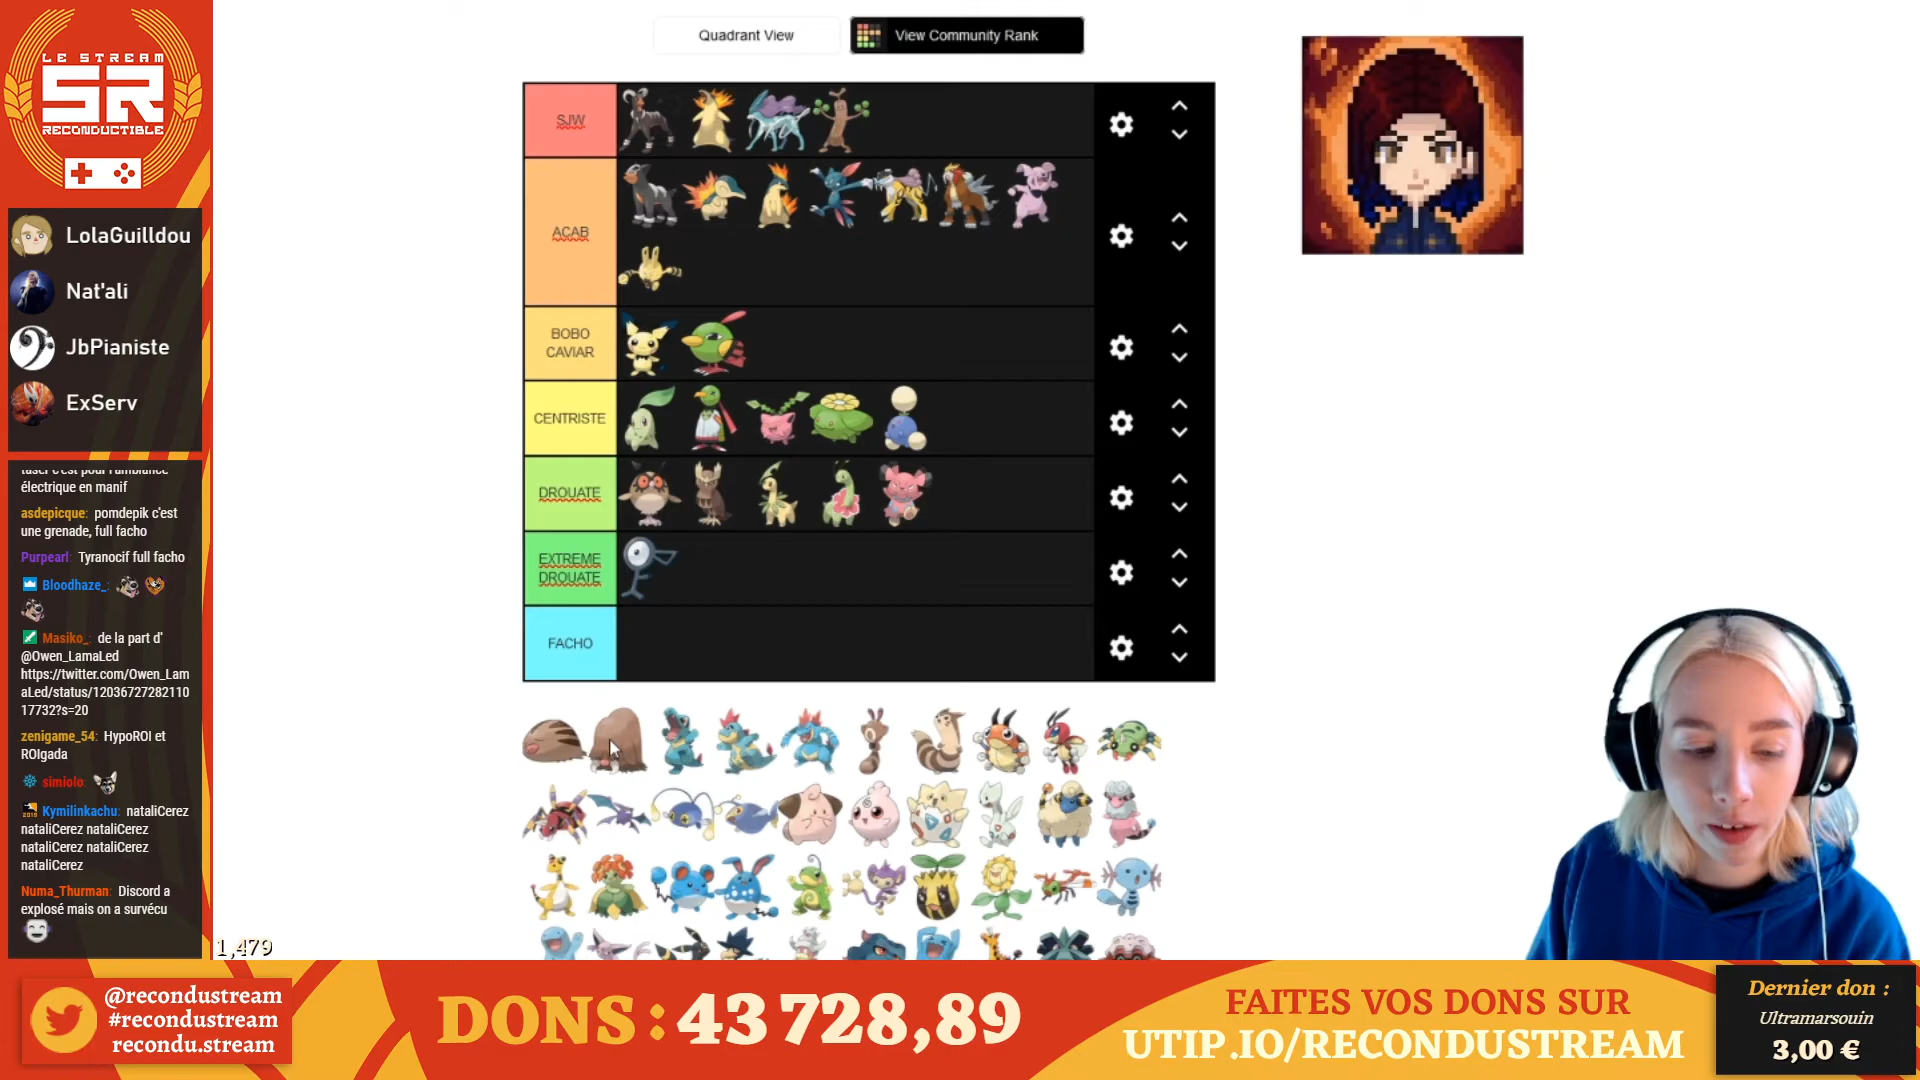 LE STREAM
SR
RECONDUCTIBLE
LolaGuilldou
Nat'ali
JbPianiste
ExServ
électrique en manif
asdepicque: pomdepik c'est
une grenade, full facho
Purpearl: Tyranocif full facho
Bloodhaze_:
Masiko_: de la part d'
@Owen_LamaLed
https://twitter.com/Owen_Lam
aLed/status/12036727282110
17732?s=20
zenigame_54: HypoROI et
ROIgada
simiolo:
Kymilinkachu: nataliCerez
nataliCerez nataliCerez
nataliCerez nataliCerez
nataliCerez
Numa_Thurman: Discord a
explosé mais on a survécu
1,479
Quadrant View
View Community Rank
SJW
ACAB
BOBO
CAVIAR
CENTRISTE
DROUATE
EXTREME
DROUATE
FACHO
@recondustream
#recondustream
recondu.stream
DONS : 43 728,89
FAITES VOS DONS SUR
UTIP.IO/RECONDUSTREAM
Dernier don :
Ultramarsouin
3,00 €